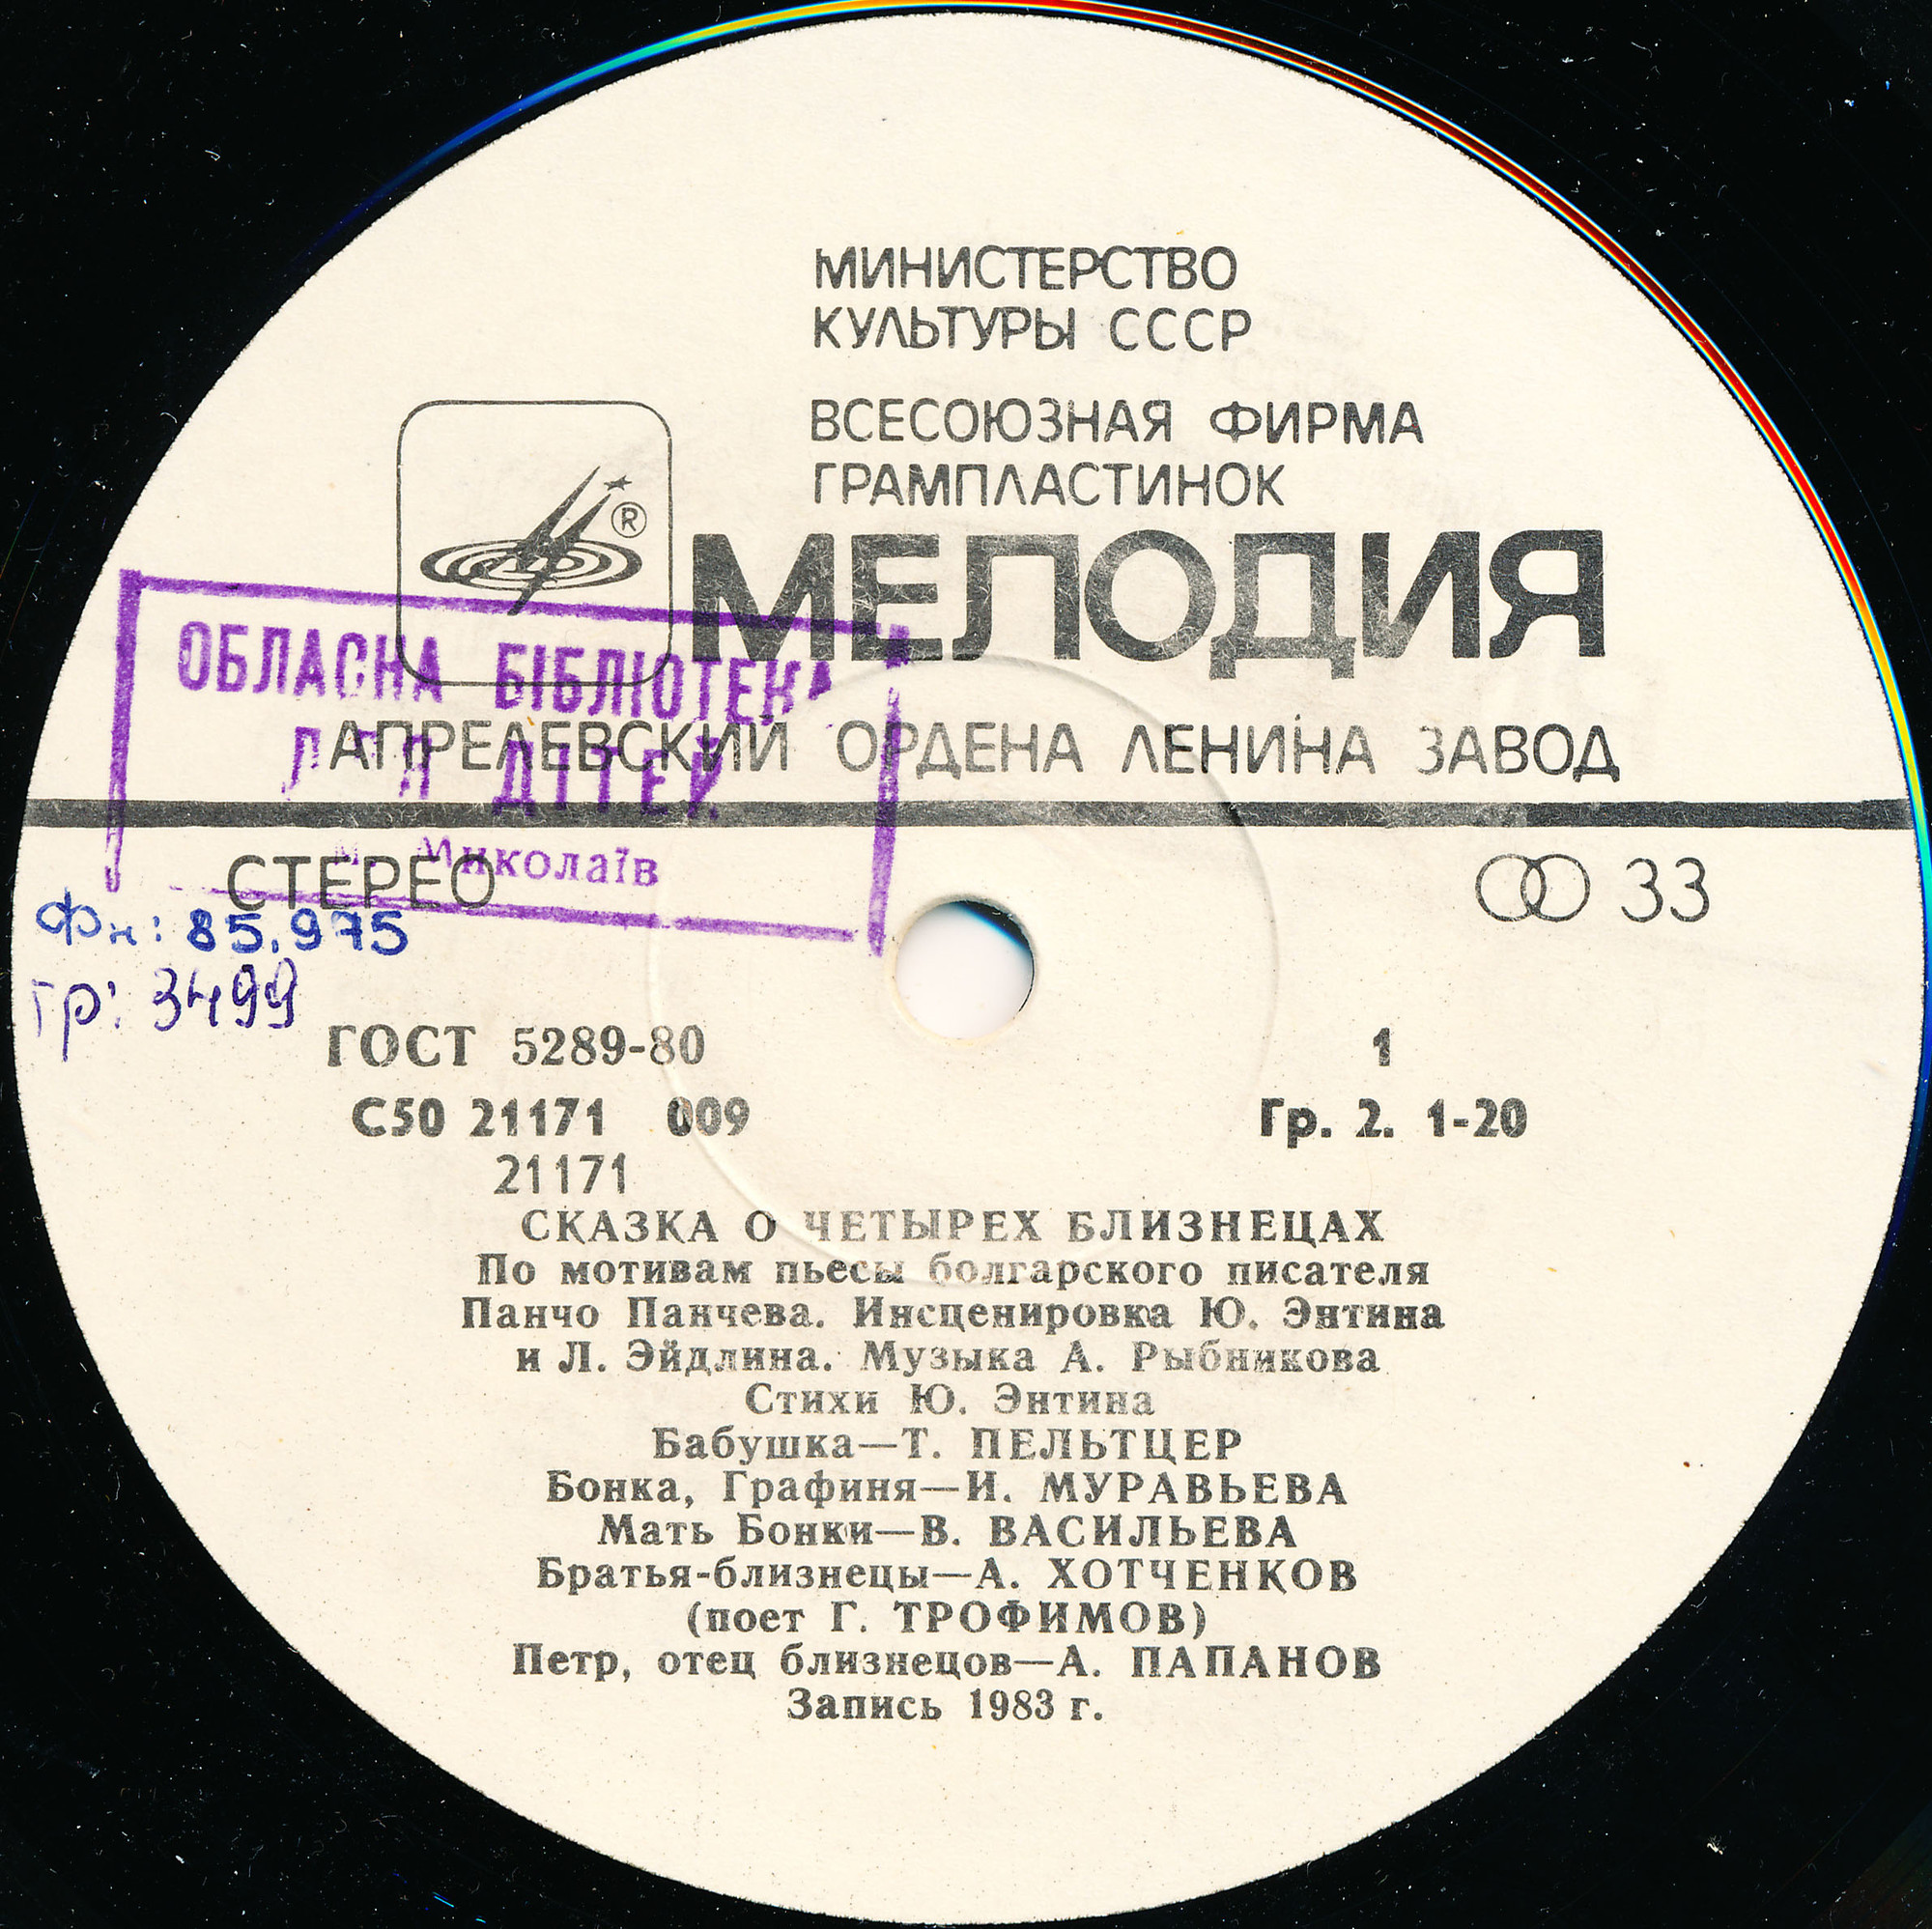 МИНИСТЕРСТВО
КУЛЬТУРЫ СССР
ВСЕСОЮЗНАЯ ФИРМА
ГРАМПЛАСТИНОК
®
МЕЛОДИЯ
ОБЛАСНА БІБЛІОТЕКА
ДЛЯ ДІТЕЙ
м. Миколаїв
АПРЕЛЕВСКИЙ ОРДЕНА ЛЕНИНА ЗАВОД
СТЕРЕО
33
Фн: 85.975
гр: 3499
ГОСТ 5289-80
1
С50 21171 009
Гр. 2. 1-20
21171
СКАЗКА О ЧЕТЫРЕХ БЛИЗНЕЦАХ
По мотивам пьесы болгарского писателя
Панчо Панчева. Инсценировка Ю. Энтина
и Л. Эйдлина. Музыка А. Рыбникова
Стихи Ю. Энтина
Бабушка—Т. ПЕЛЬТЦЕР
Бонка, Графиня—И. МУРАВЬЕВА
Мать Бонки—В. ВАСИЛЬЕВА
Братья-близнецы—А. ХОТЧЕНКОВ
(поет Г. ТРОФИМОВ)
Петр, отец близнецов—А. ПАПАНОВ
Запись 1983 г.